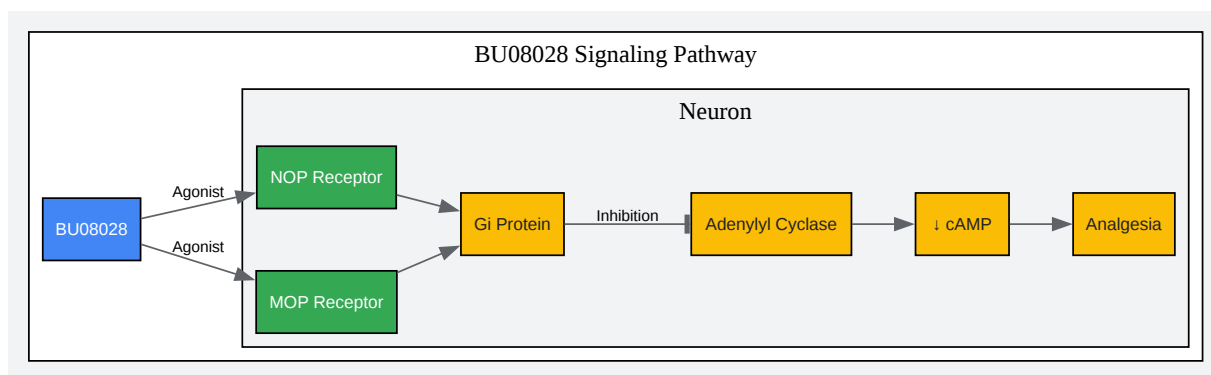 BU08028 Signaling Pathway
Neuron
BU08028
Agonist
Agonist
NOP Receptor
MOP Receptor
Gi Protein
Inhibition
Adenylyl Cyclase
↓ cAMP
Analgesia